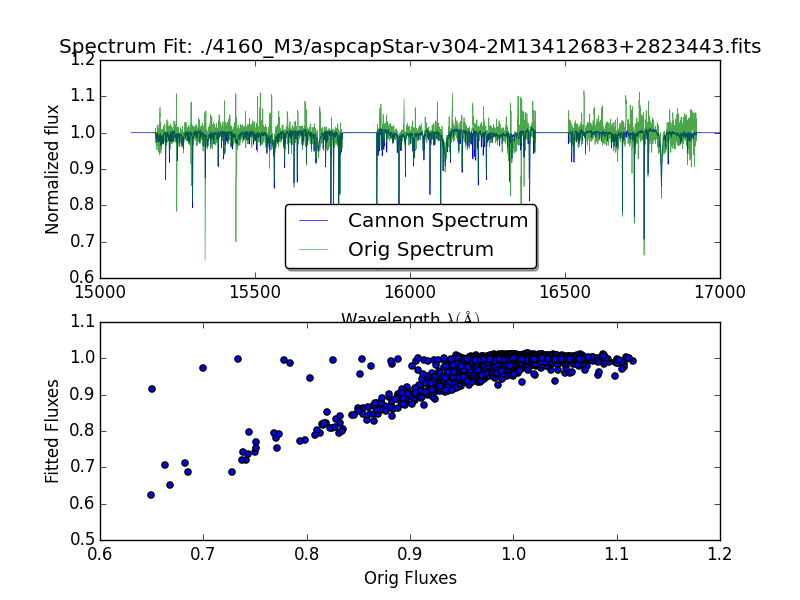 Spectrum Fit: ./4160_M3/aspcapStar-v304-2M13412683+2823443.fits
1.2
1.1
1.0
0.9
0.8
0.7
0.6
Normalized flux
Cannon Spectrum
Orig Spectrum
15000 15500 16000 16500 17000
Wavelength λ(Å)
1.1
1.0
0.9
0.8
0.7
0.6
0.5
Fitted Fluxes
0.6 0.7 0.8 0.9 1.0 1.1 1.2
Orig Fluxes